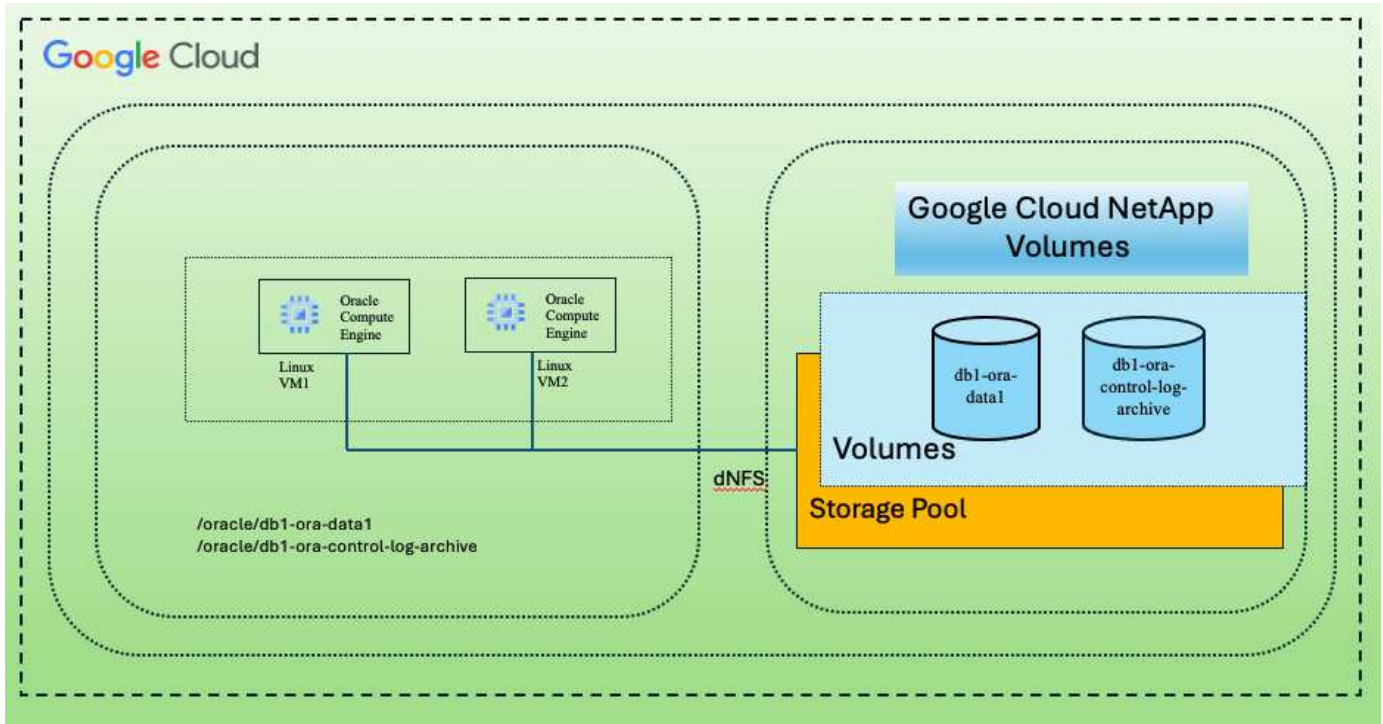 Google Cloud
Google Cloud NetApp
Volumes
Oracle
Compute
Engine
Linux
VM1
Oracle
Compute
Engine
Linux
VM2
db1-ora-
data1
db1-ora-
control-log-
archive
Volumes
dNFS
Storage Pool
/oracle/db1-ora-data1
/oracle/db1-ora-control-log-archive